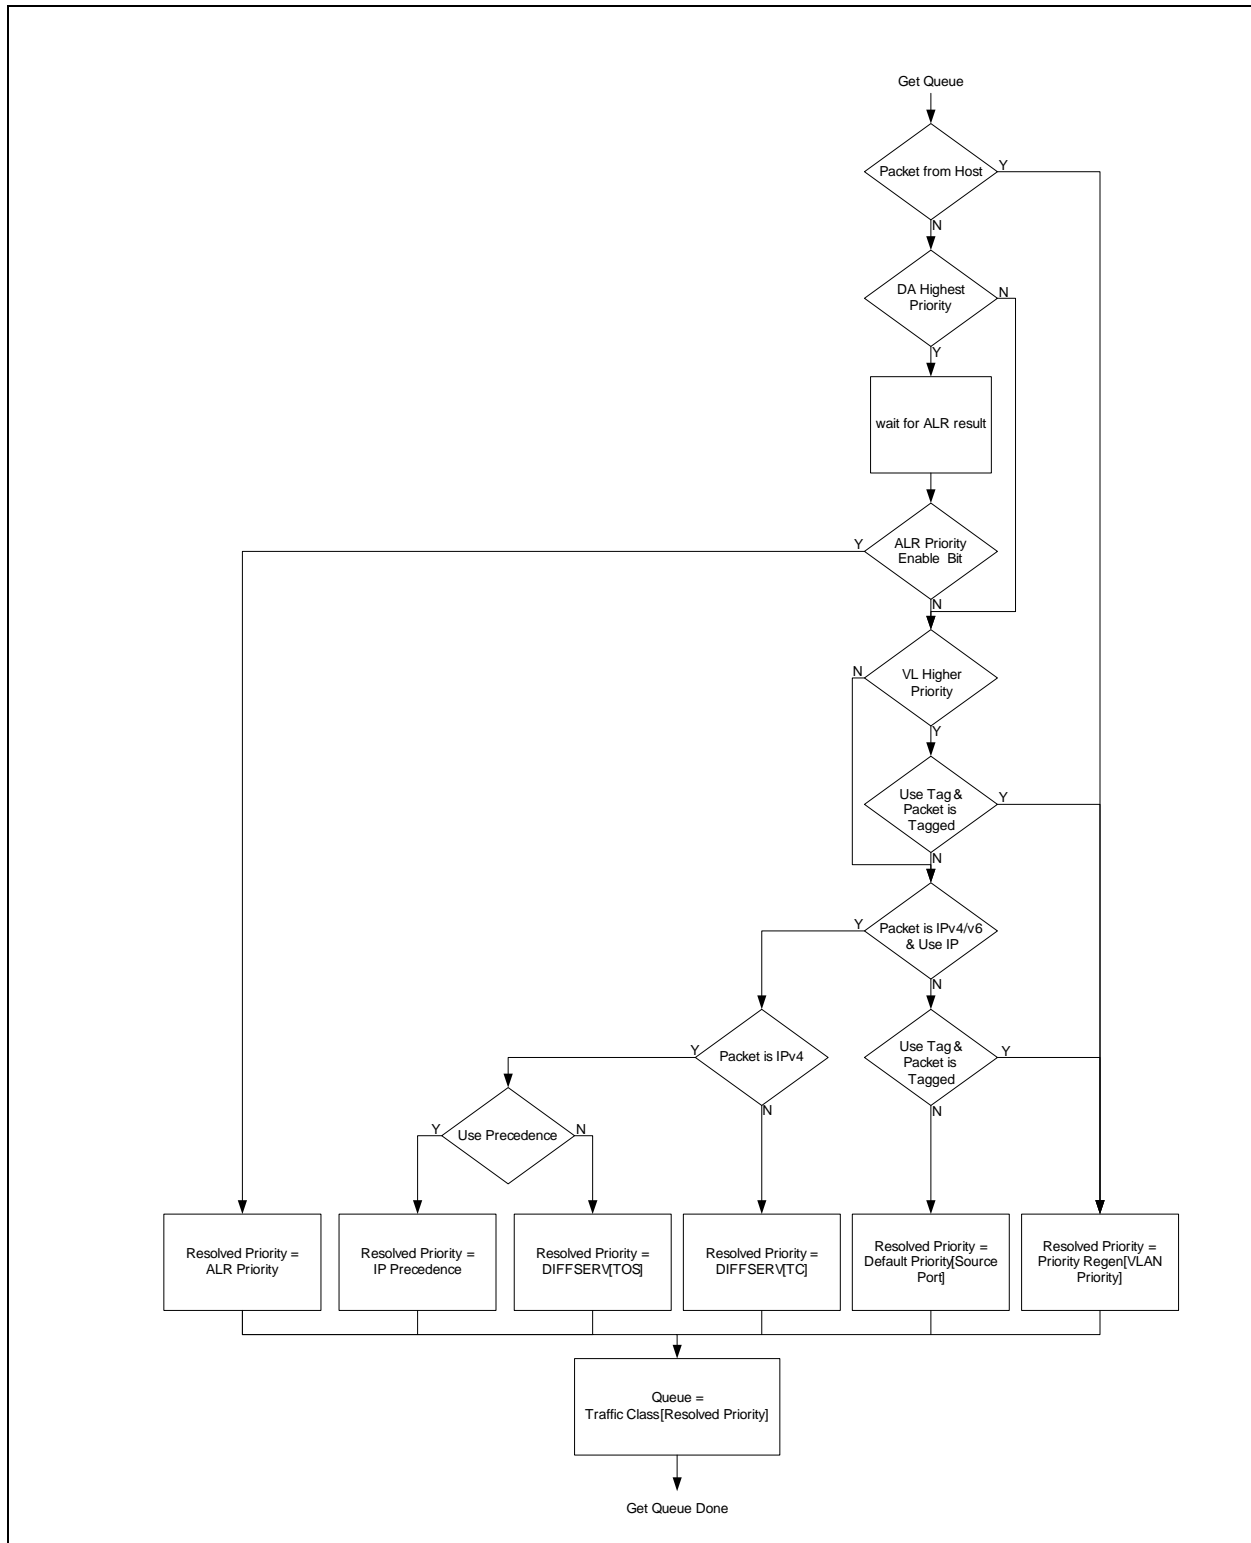 Get Queue
Packet from Host
Y
N
DA Highest
Priority
N
Y
wait for ALR result
Y
ALR Priority
Enable Bit
N
N
VL Higher
Priority
Y
Use Tag &
Packet is
Tagged
Y
N
Y
Packet is IPv4/v6
& Use IP
N
Y
Packet is IPv4
N
Use Tag &
Packet is
Tagged
Y
N
Y
Use Precedence
N
Resolved Priority =
ALR Priority
Resolved Priority =
IP Precedence
Resolved Priority =
DIFFSERV[TOS]
Resolved Priority =
DIFFSERV[TC]
Resolved Priority =
Default Priority[Source
Port]
Resolved Priority =
Priority Regen[VLAN
Priority]
Queue =
Traffic Class[Resolved Priority]
Get Queue Done